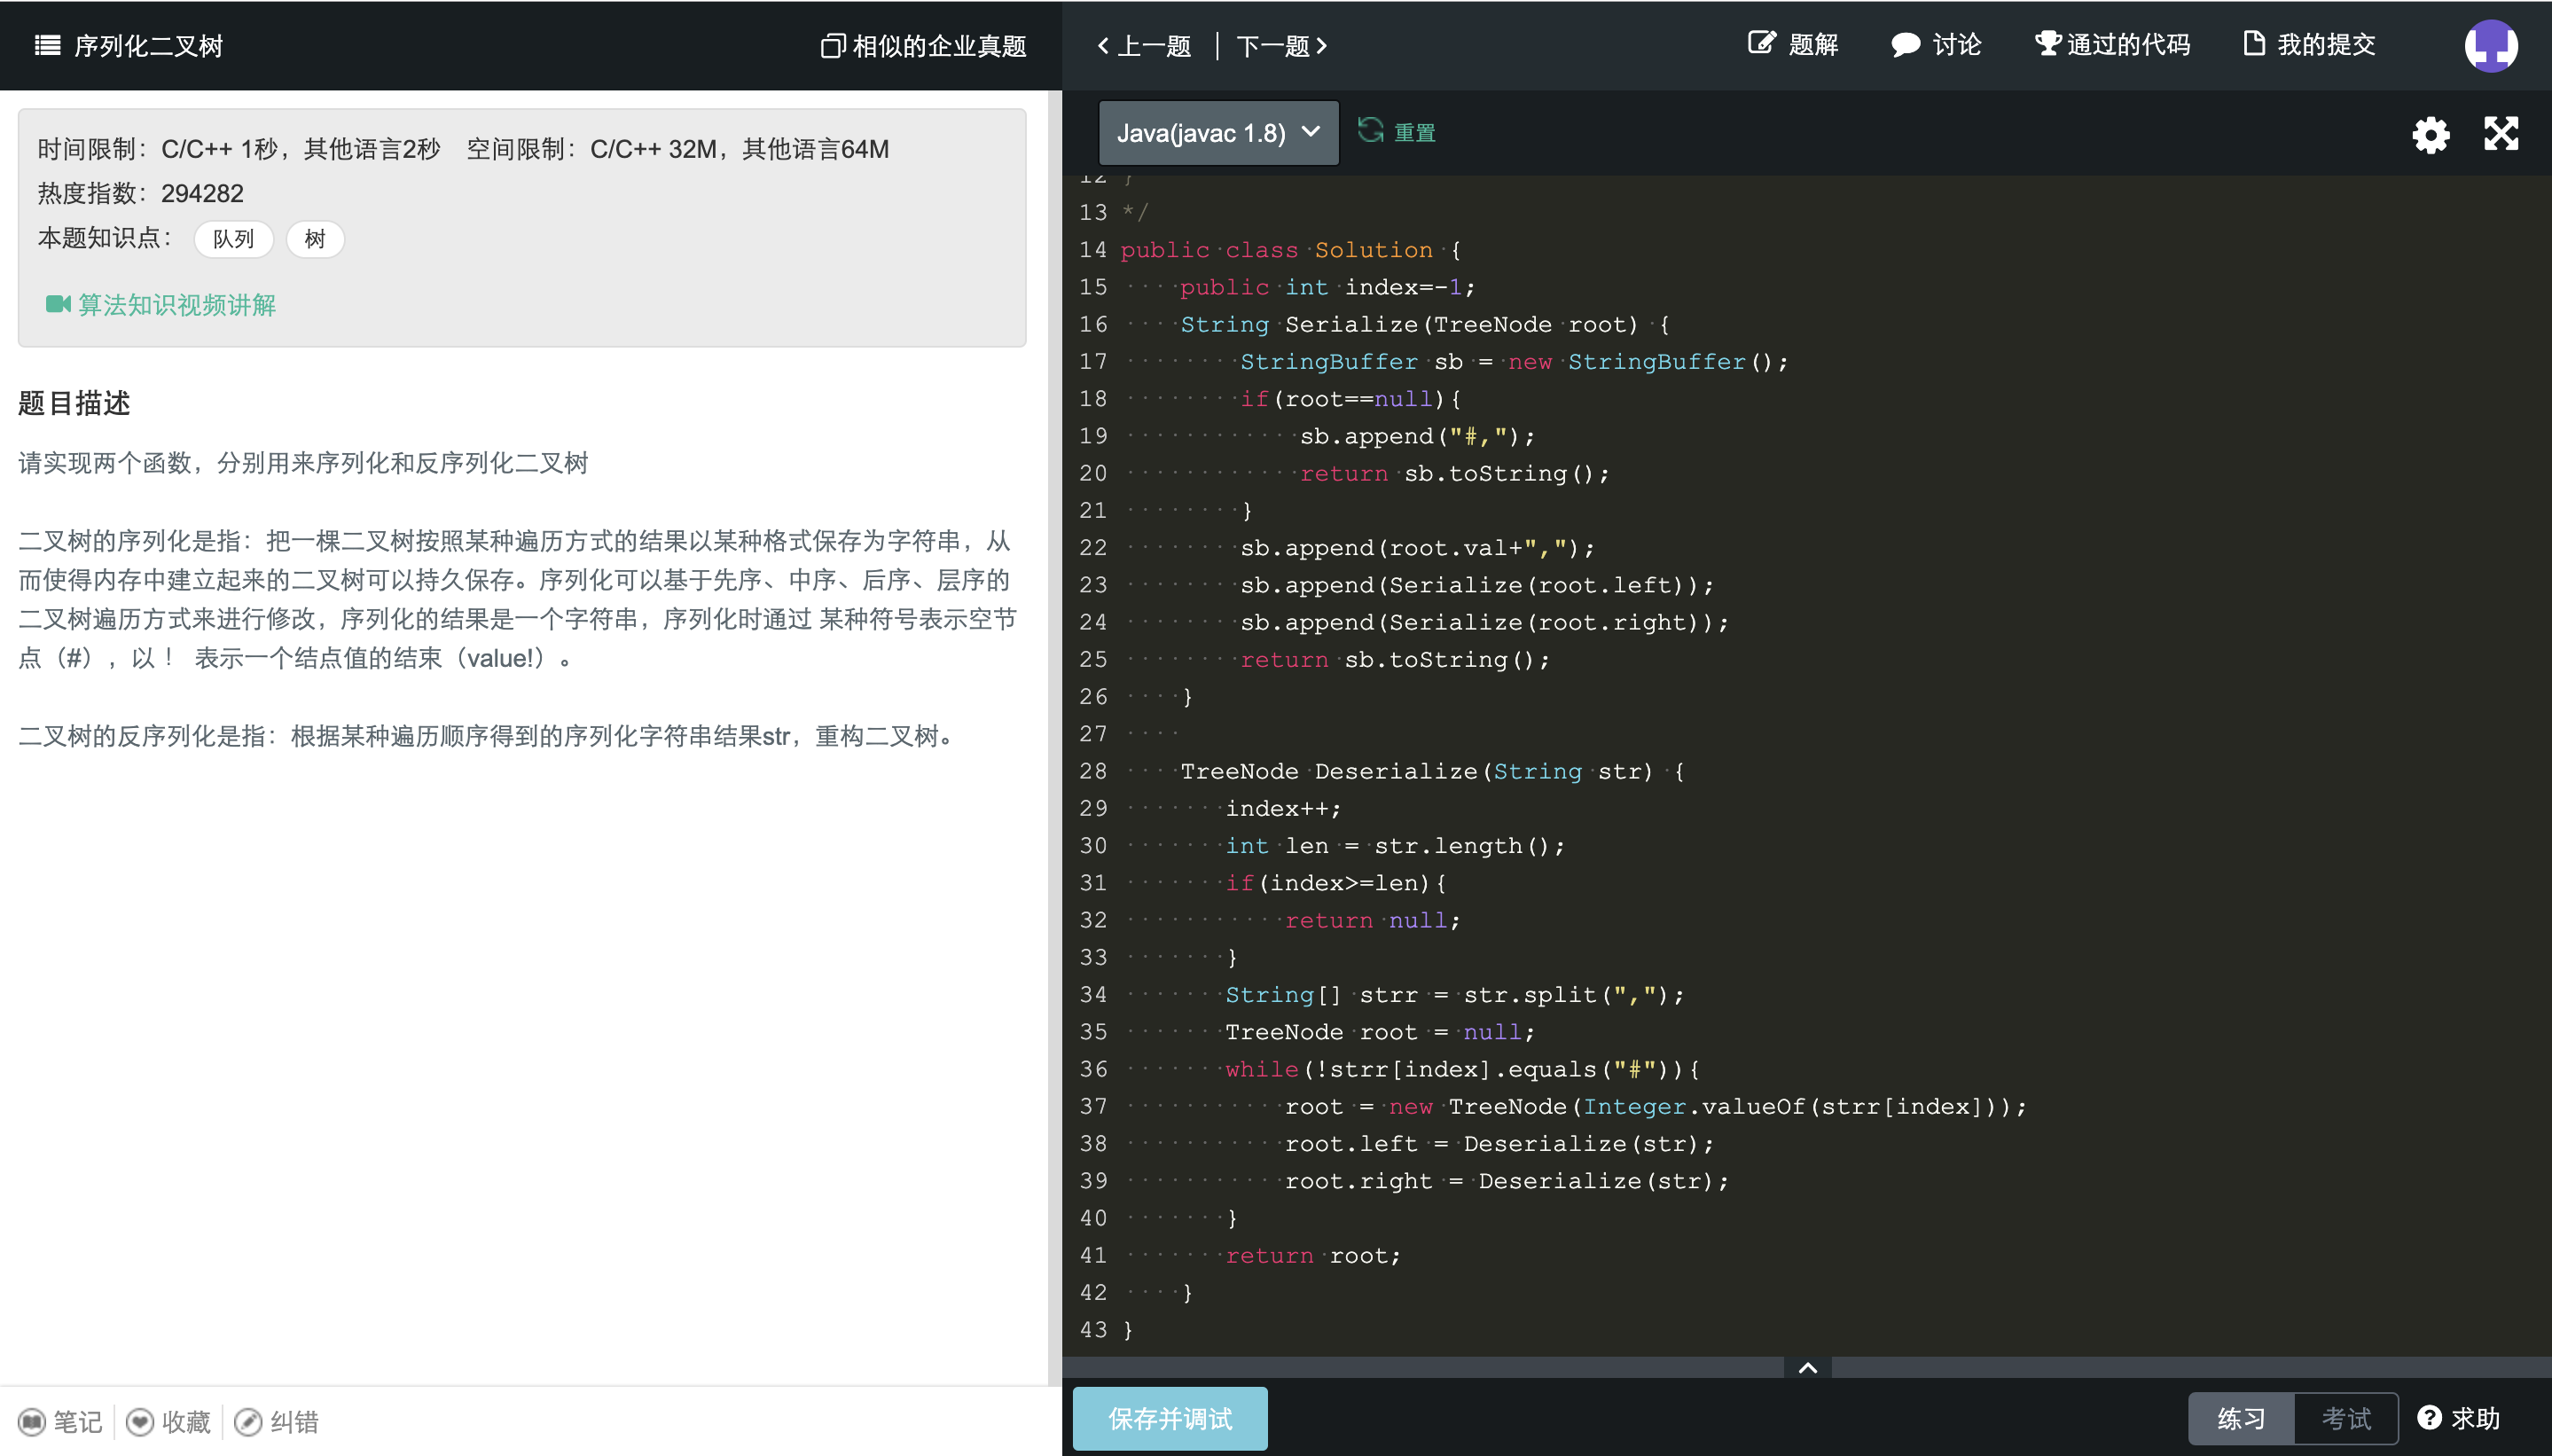 序列化二叉树
相似的企业真题
上一题 | 下一题
题解
讨论
通过的代码
我的提交
时间限制：C/C++ 1秒，其他语言2秒 空间限制：C/C++ 32M，其他语言64M
热度指数：294282
本题知识点： 队列 树
算法知识视频讲解
题目描述
请实现两个函数，分别用来序列化和反序列化二叉树
二叉树的序列化是指：把一棵二叉树按照某种遍历方式的结果以某种格式保存为字符串，从
而使得内存中建立起来的二叉树可以持久保存。序列化可以基于先序、中序、后序、层序的
二叉树遍历方式来进行修改，序列化的结果是一个字符串，序列化时通过 某种符号表示空节
点（#），以 ！ 表示一个结点值的结束（value!）。
二叉树的反序列化是指：根据某种遍历顺序得到的序列化字符串结果str，重构二叉树。
笔记
收藏
纠错
Java(javac 1.8)
重置
12 }
13 */
14 public class Solution {
15     public int index=-1;
16     String Serialize(TreeNode root) {
17         StringBuffer sb = new StringBuffer();
18         if(root==null){
19             sb.append("#,");
20             return sb.toString();
21         }
22         sb.append(root.val+",");
23         sb.append(Serialize(root.left));
24         sb.append(Serialize(root.right));
25         return sb.toString();
26     }
27
28     TreeNode Deserialize(String str) {
29        index++;
30        int len = str.length();
31        if(index>=len){
32            return null;
33        }
34        String[] strr = str.split(",");
35        TreeNode root = null;
36        while(!strr[index].equals("#")){
37            root = new TreeNode(Integer.valueOf(strr[index]));
38            root.left = Deserialize(str);
39            root.right = Deserialize(str);
40        }
41        return root;
42     }
43 }
保存并调试
练习
考试
求助